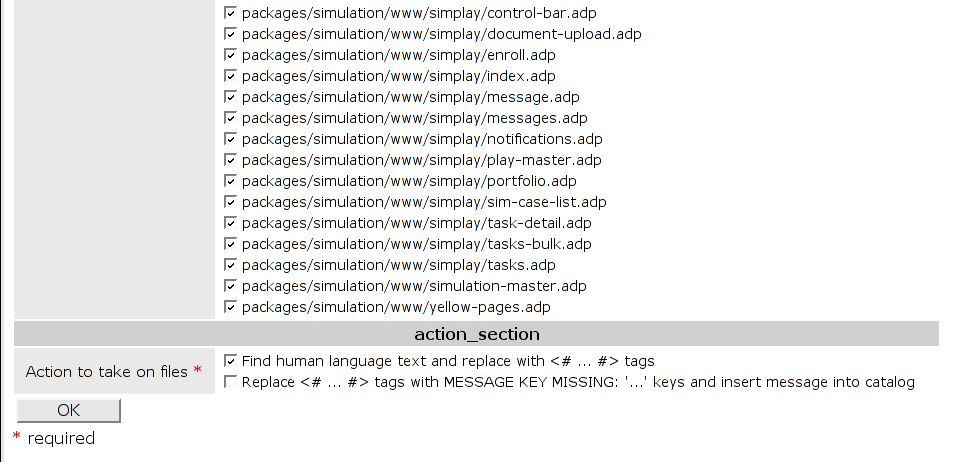 packages/simulation/www/simplay/control-bar.adp
packages/simulation/www/simplay/document-upload.adp
packages/simulation/www/simplay/enroll.adp
packages/simulation/www/simplay/index.adp
packages/simulation/www/simplay/message.adp
packages/simulation/www/simplay/messages.adp
packages/simulation/www/simplay/notifications.adp
packages/simulation/www/simplay/play-master.adp
packages/simulation/www/simplay/portfolio.adp
packages/simulation/www/simplay/sim-case-list.adp
packages/simulation/www/simplay/task-detail.adp
packages/simulation/www/simplay/tasks-bulk.adp
packages/simulation/www/simplay/tasks.adp
packages/simulation/www/simulation-master.adp
packages/simulation/www/yellow-pages.adp
action_section
Action to take on files *
Find human language text and replace with <# ... #> tags
Replace <# ... #> tags with MESSAGE KEY MISSING: '...' keys and insert message into catalog
OK
* required